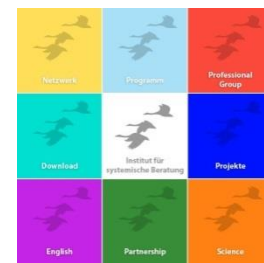 Netzwerk
Programm
Professional
Group
Download
Institut für
systemische Beratung
Projekte
English
Partnership
Science